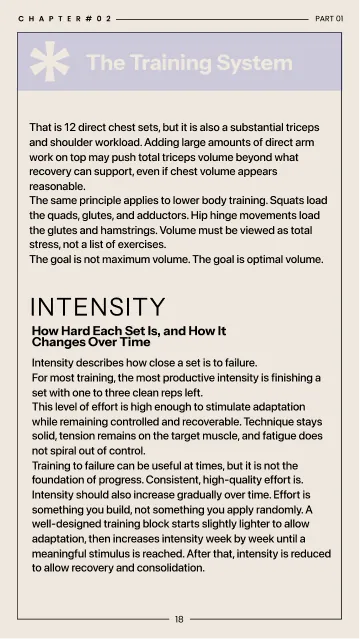 CHAPTER#02
PART 01
The Training System
That is 12 direct chest sets, but it is also a substantial triceps
and shoulder workload. Adding large amounts of direct arm
work on top may push total triceps volume beyond what
recovery can support, even if chest volume appears
reasonable.
The same principle applies to lower body training. Squats load
the quads, glutes, and adductors. Hip hinge movements load
the glutes and hamstrings. Volume must be viewed as total
stress, not a list of exercises.
The goal is not maximum volume. The goal is optimal volume.
INTENSITY
How Hard Each Set Is, and How It
Changes Over Time
Intensity describes how close a set is to failure.
For most training, the most productive intensity is finishing a
set with one to three clean reps left.
This level of effort is high enough to stimulate adaptation
while remaining controlled and recoverable. Technique stays
solid, tension remains on the target muscle, and fatigue does
not spiral out of control.
Training to failure can be useful at times, but it is not the
foundation of progress. Consistent, high-quality effort is.
Intensity should also increase gradually over time. Effort is
something you build, not something you apply randomly. A
well-designed training block starts slightly lighter to allow
adaptation, then increases intensity week by week until a
meaningful stimulus is reached. After that, intensity is reduced
to allow recovery and consolidation.
18